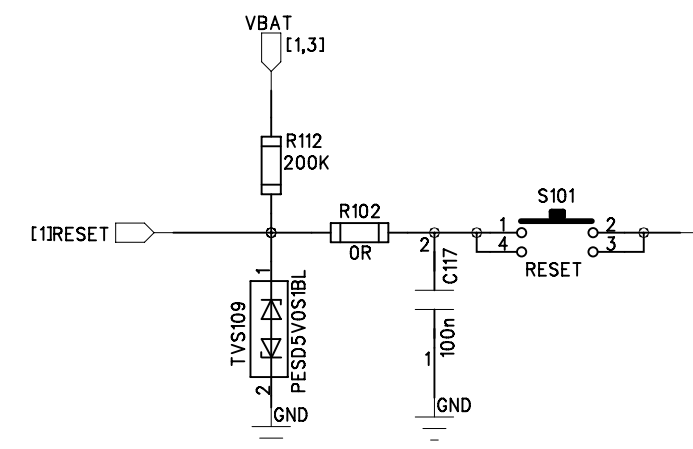 VBAT
[1,3]
R112
200K
[1]RESET
R102
0R
S101
1
2
4
3
RESET
2
C117
100n
1
GND
1
TVS109
PESD5V0S1BL
2
GND